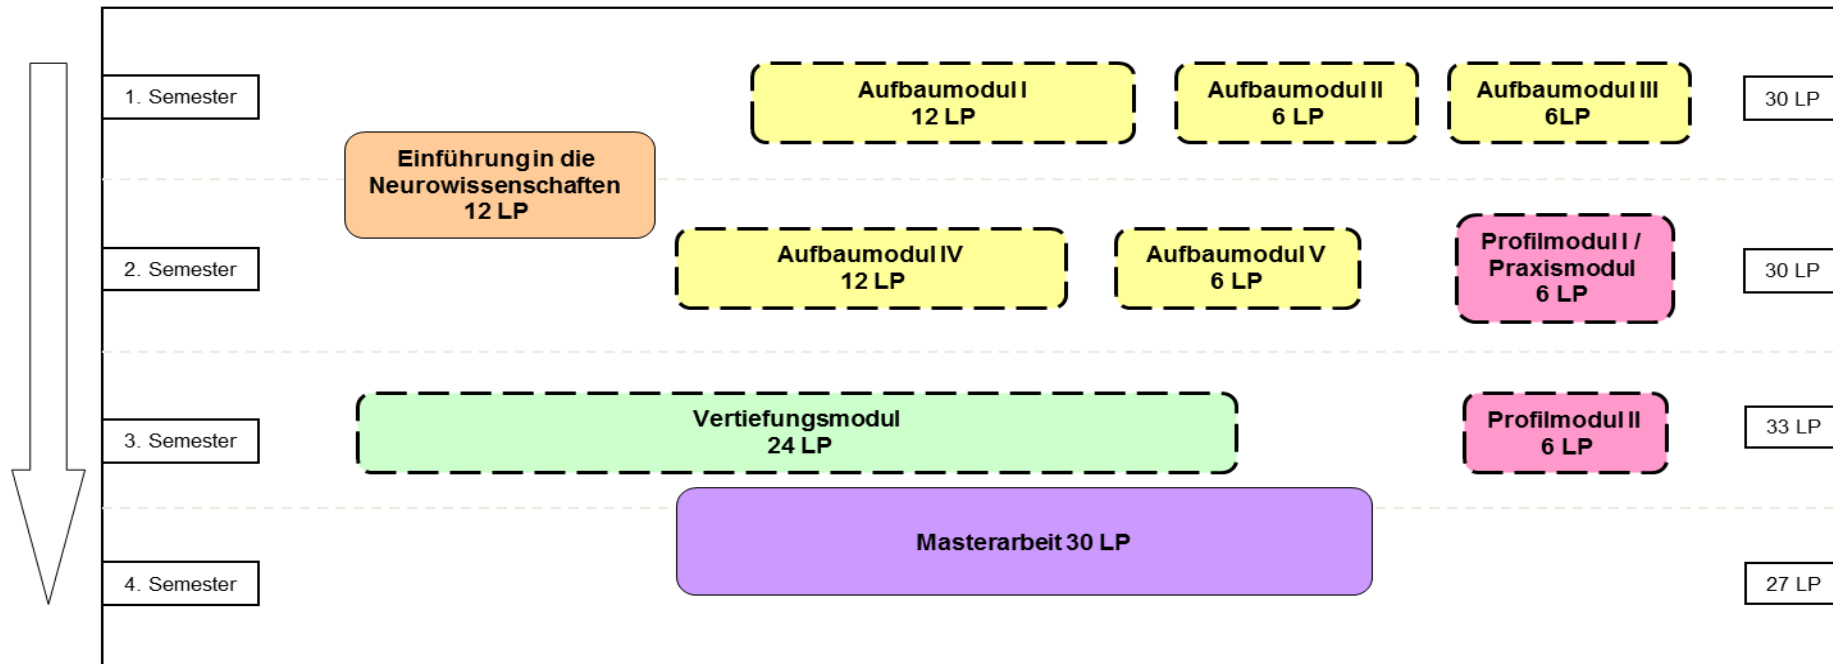 1. Semester
Aufbaumodul I
12 LP
Aufbaumodul II
6 LP
Aufbaumodul III
6LP
30 LP
Einführung in die
Neurowissenschaften
12 LP
2. Semester
Aufbaumodul IV
12 LP
Aufbaumodul V
6 LP
Profilmodul I /
Praxismodul
6 LP
30 LP
3. Semester
Vertiefungsmodul
24 LP
Profilmodul II
6 LP
33 LP
Masterarbeit 30 LP
4. Semester
27 LP